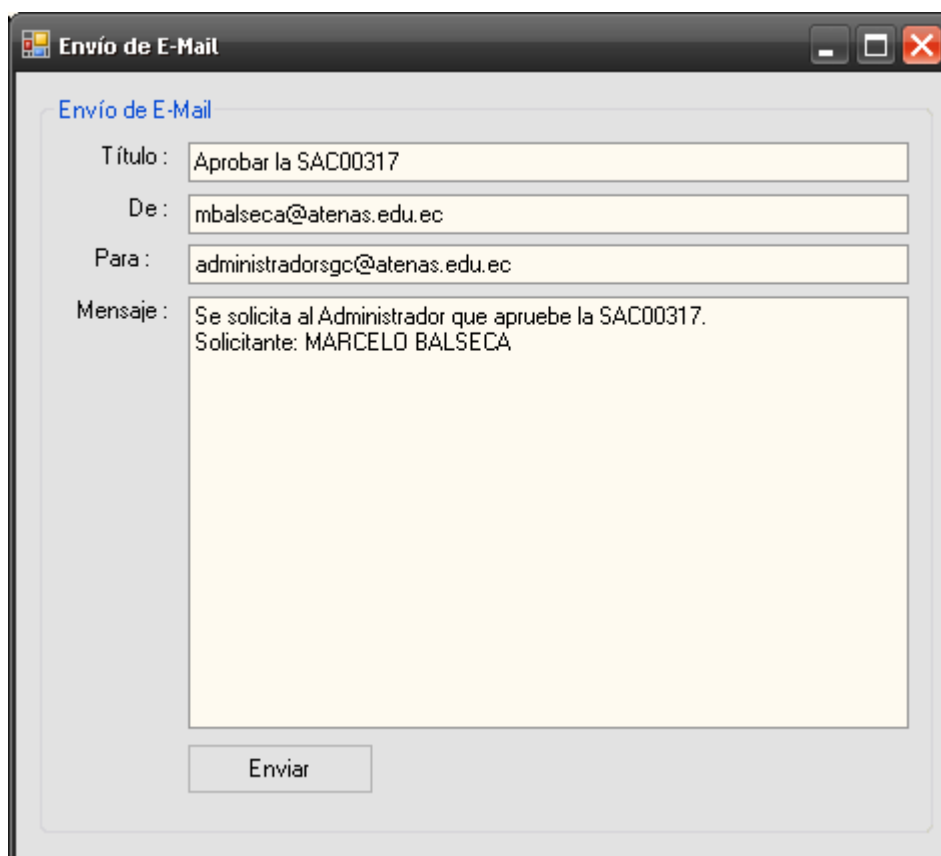 Envío de E-Mail
Envío de E-Mail
Título : Aprobar la SAC00317
De : mbalseca@atenas.edu.ec
Para : administradorsgc@atenas.edu.ec
Mensaje : Se solicita al Administrador que apruebe la SAC00317.
Solicitante: MARCELO BALSECA
Enviar